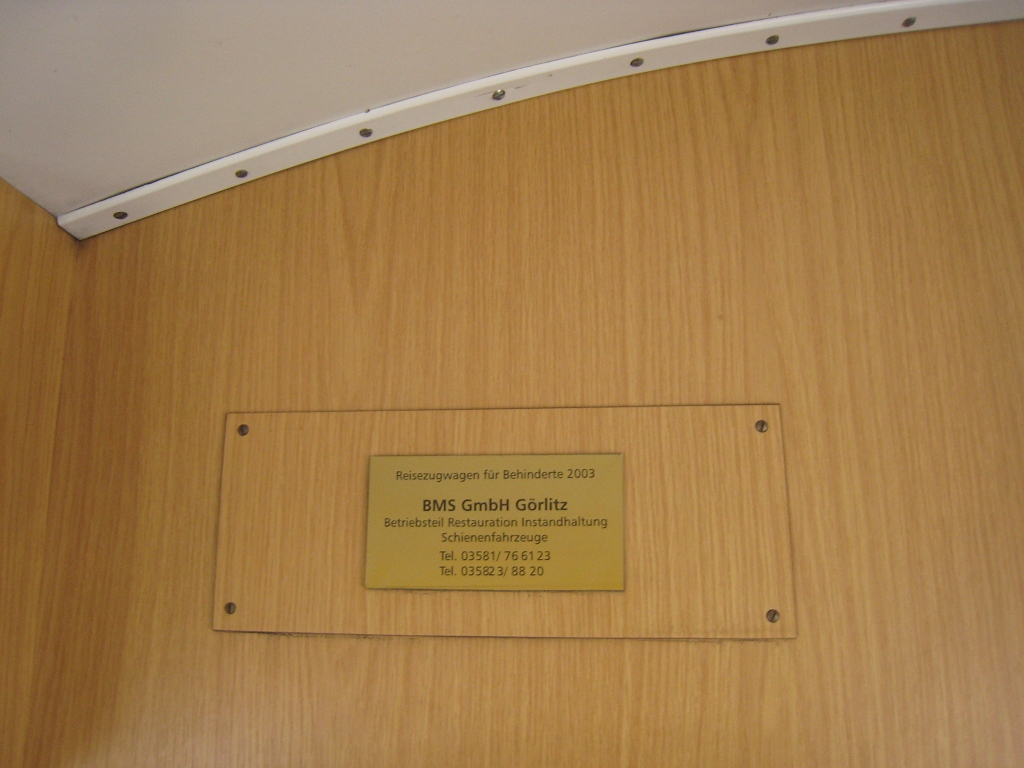 Reisezugwagen für Behinderte 2003
BMS GmbH Görlitz
Betriebsteil Restauration Instandhaltung
Schienenfahrzeuge
Tel. 03581/ 76 61 23
Tel. 035823/ 88 20